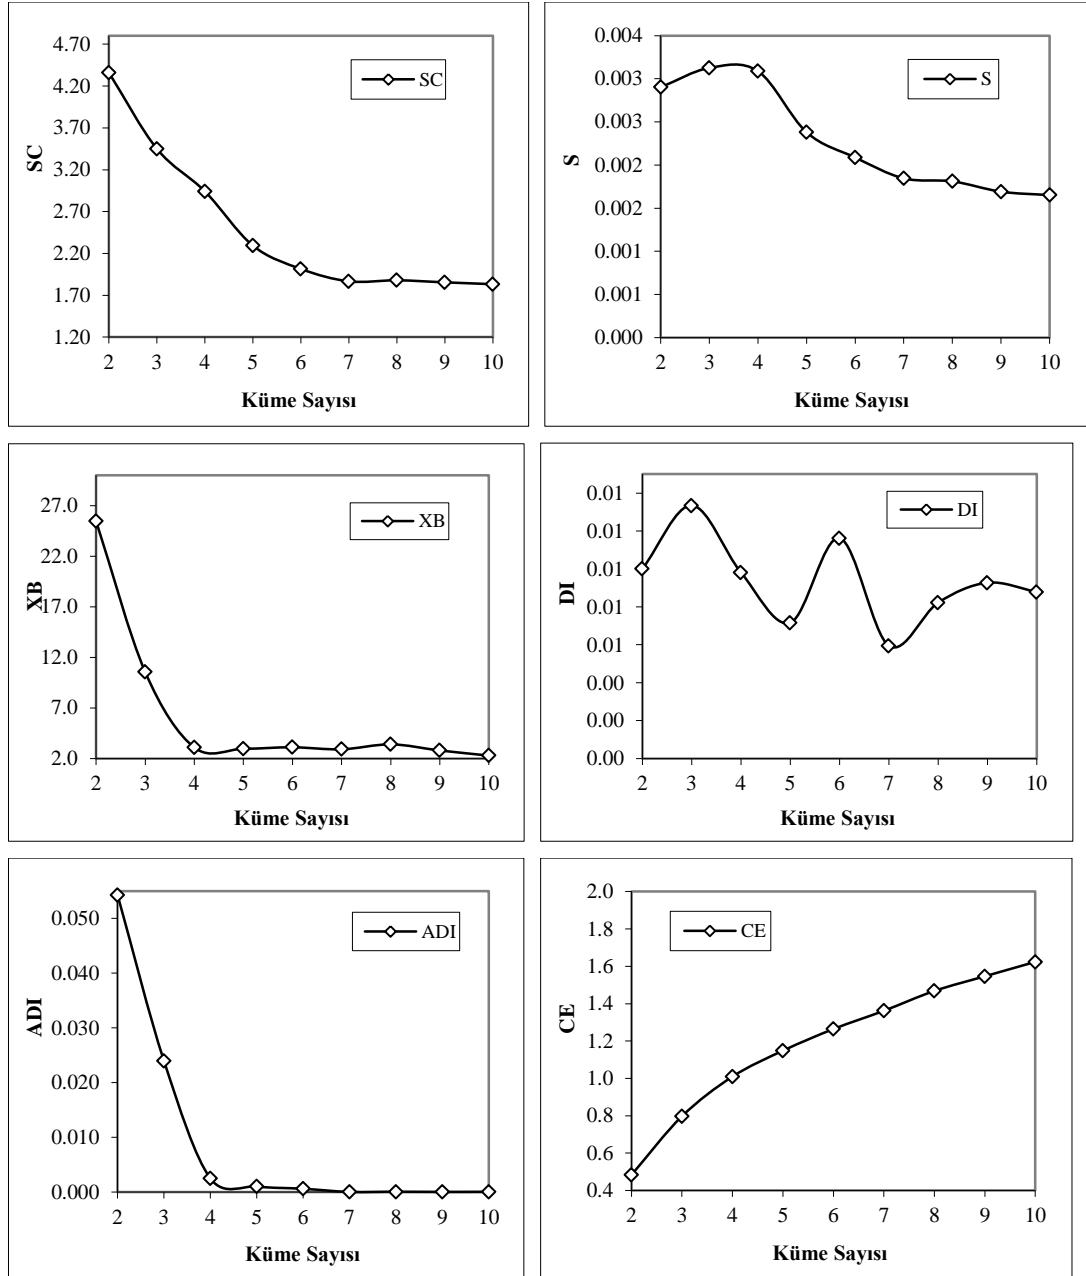 4.70
4.20
3.70
3.20
2.70
2.20
1.70
1.20
SC
SC
2 3 4 5 6 7 8 9 10
Küme Sayısı
0.004
0.003
0.003
0.002
0.002
0.001
0.001
0.000
S
S
2 3 4 5 6 7 8 9 10
Küme Sayısı
27.0
22.0
17.0
12.0
7.0
2.0
XB
XB
2 3 4 5 6 7 8 9 10
Küme Sayısı
0.01
0.01
0.01
0.01
0.01
0.00
0.00
0.00
DI
DI
2 3 4 5 6 7 8 9 10
Küme Sayısı
0.050
0.040
0.030
0.020
0.010
0.000
ADI
ADI
2 3 4 5 6 7 8 9 10
Küme Sayısı
2.0
1.8
1.6
1.4
1.2
1.0
0.8
0.6
0.4
CE
CE
2 3 4 5 6 7 8 9 10
Küme Sayısı